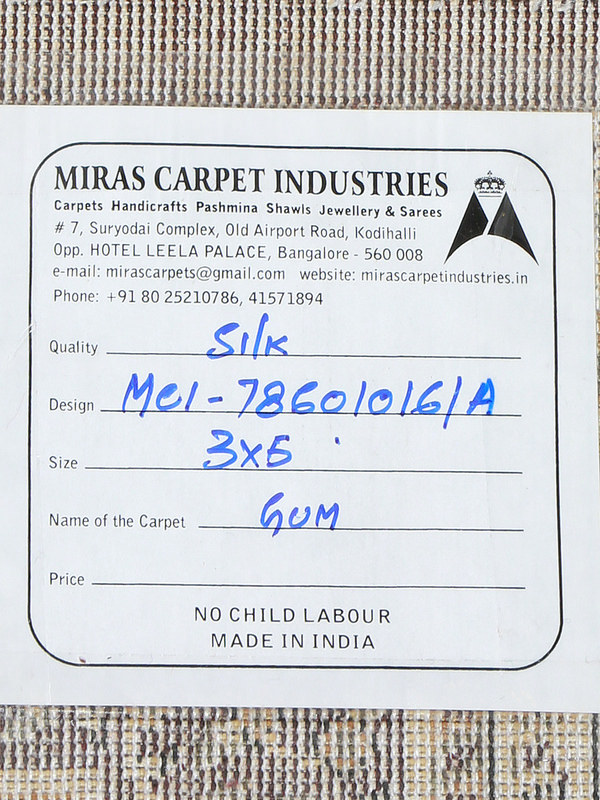 MIRAS CARPET INDUSTRIES
Carpets Handicrafts Pashmina Shawls Jewellery & Sarees
# 7, Suryodai Complex, Old Airport Road, Kodihalli
Opp. HOTEL LEELA PALACE, Bangalore - 560 008
e-mail: mirascarpets@gmail.com website: mirascarpetindustries.in
Phone: +91 80 25210786, 41571894
Quality Silk
Design MCI-78601016/A
Size 3x5
Name of the Carpet GUM
Price
NO CHILD LABOUR
MADE IN INDIA